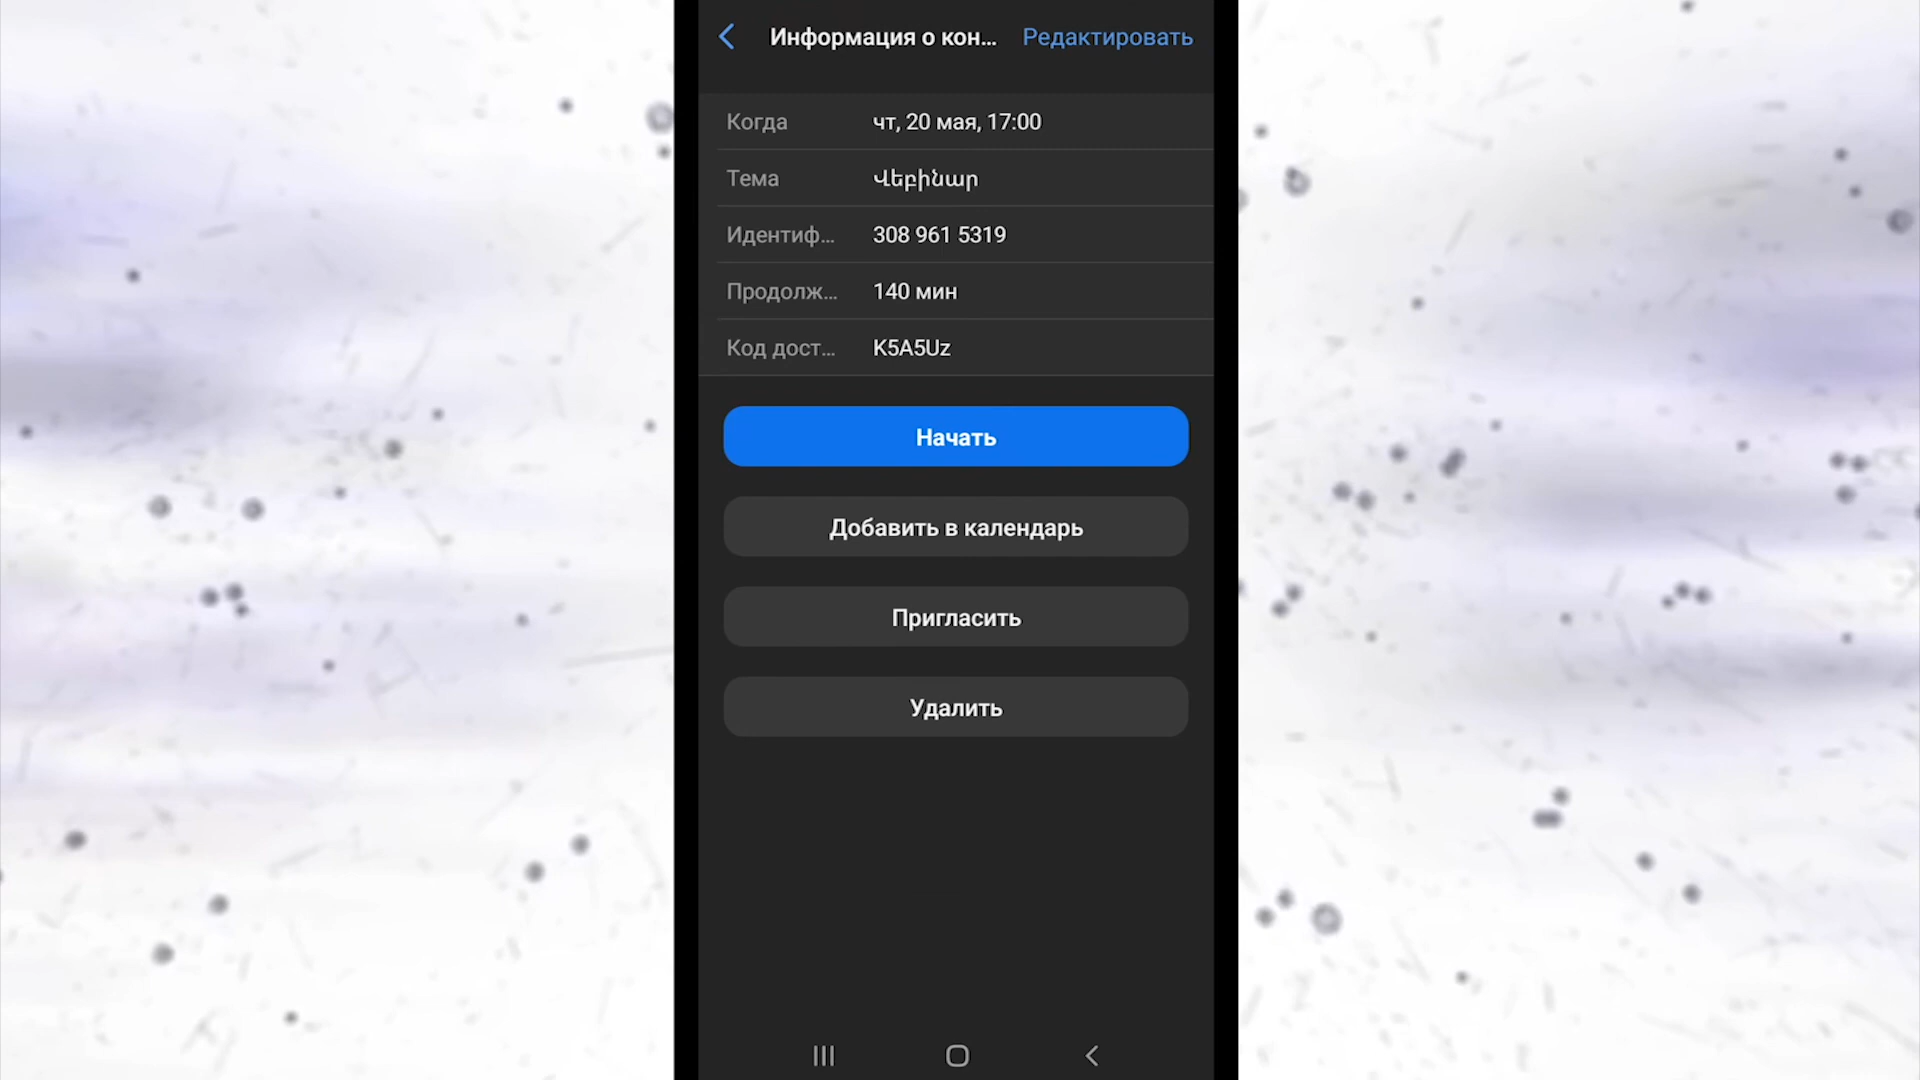 Информация о кон... Редактировать
Когда чт, 20 мая, 17:00
Тема Վեբինար
Идентиф... 308 961 5319
Продолж... 140 мин
Код дост... K5A5Uz
Начать
Добавить в календарь
Пригласить
Удалить